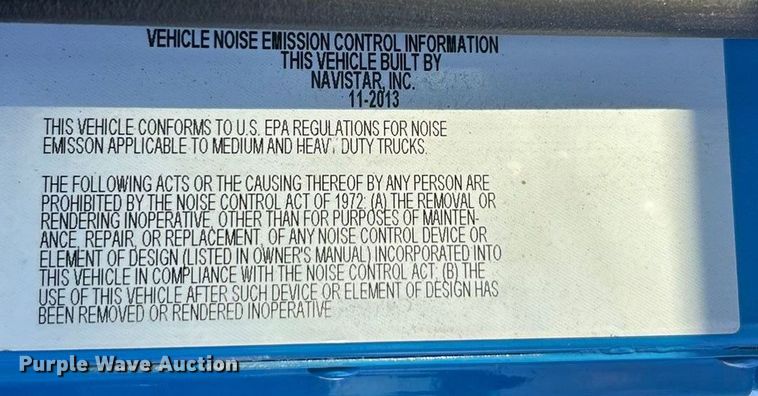 VEHICLE NOISE EMISSION CONTROL INFORMATION
THIS VEHICLE BUILT BY
NAVISTAR, INC.
11-2013
THIS VEHICLE CONFORMS TO U.S. EPA REGULATIONS FOR NOISE
EMISSON APPLICABLE TO MEDIUM AND HEAVY DUTY TRUCKS.
THE FOLLOWING ACTS OR THE CAUSING THEREOF BY ANY PERSON ARE
PROHIBITED BY THE NOISE CONTROL ACT OF 1972: (A) THE REMOVAL OR
RENDERING INOPERATIVE, OTHER THAN FOR PURPOSES OF MAINTEN-
ANCE, REPAIR, OR REPLACEMENT, OF ANY NOISE CONTROL DEVICE OR
ELEMENT OF DESIGN (LISTED IN OWNER'S MANUAL) INCORPORATED INTO
THIS VEHICLE IN COMPLIANCE WITH THE NOISE CONTROL ACT; (B) THE
USE OF THIS VEHICLE AFTER SUCH DEVICE OR ELEMENT OF DESIGN HAS
BEEN REMOVED OR RENDERED INOPERATIVE
Purple Wave Auction